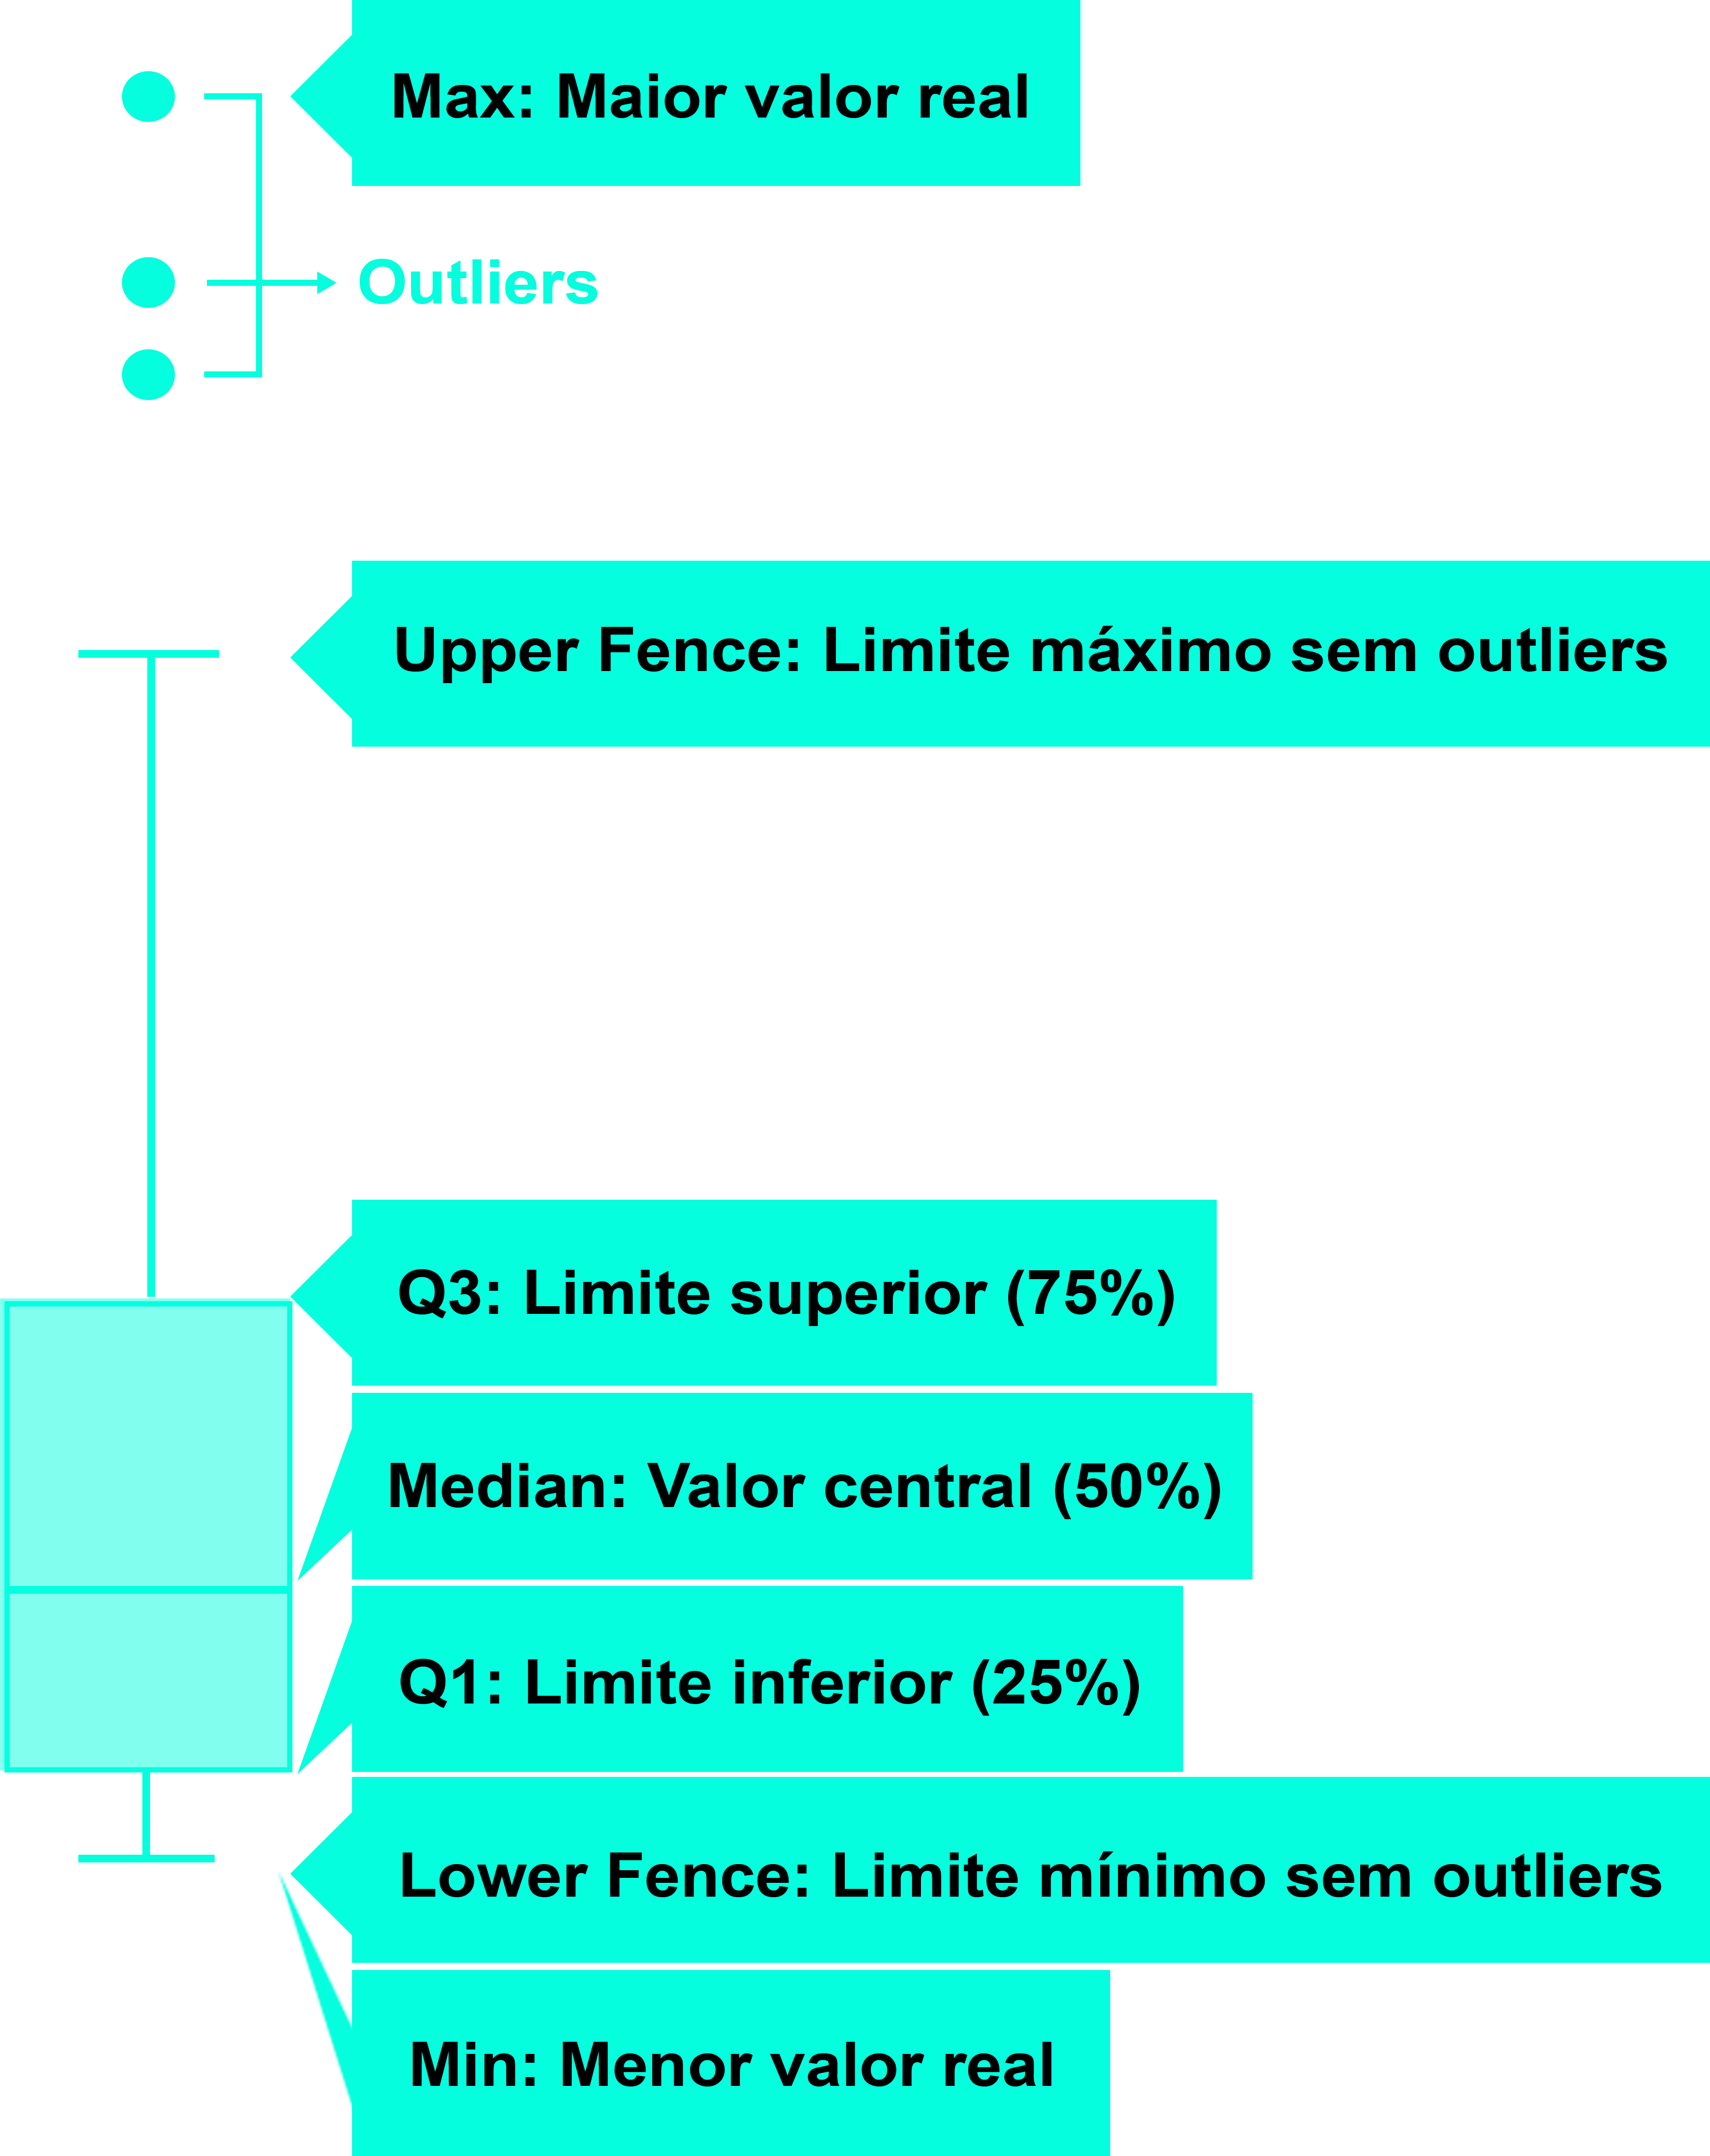 Max: Maior valor real
Outliers
Upper Fence: Limite máximo sem outliers
Q3: Limite superior (75%)
Median: Valor central (50%)
Q1: Limite inferior (25%)
Lower Fence: Limite mínimo sem outliers
Min: Menor valor real